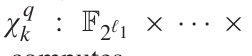 χ_k^q : 𝔽_{2^{ℓ_1}} × ⋯ ×